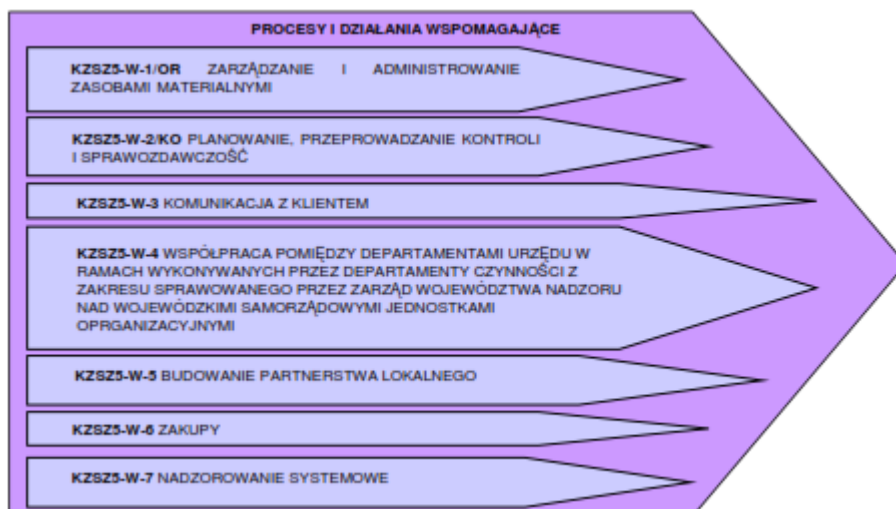 PROCESY I DZIAŁANIA WSPOMAGAJĄCE
KZSZ5-W-1/OR ZARZĄDZANIE I ADMINISTROWANIE
ZASOBAMI MATERIALNYMI
KZSZ5-W-2/KO PLANOWANIE, PRZEPROWADZANIE KONTROLI
I SPRAWOZDAWCZOŚĆ
KZSZ5-W-3 KOMUNIKACJA Z KLIENTEM
KZSZ5-W-4 WSPÓŁPRACA POMIĘDZY DEPARTAMENTAMI URZĘDU W
RAMACH WYKONYWANYCH PRZEZ DEPARTAMENTY CZYNNOŚCI Z
ZAKRESU SPRAWOWANEGO PRZEZ ZARZĄD WOJEWÓDZTWA NADZORU
NAD WOJEWÓDZKIMI SAMORZĄDOWYMI JEDNOSTKAMI
OPRGANIZACYJNYMI
KZSZ5-W-5 BUDOWANIE PARTNERSTWA LOKALNEGO
KZSZ5-W-6 ZAKUPY
KZSZ5-W-7 NADZOROWANIE SYSTEMOWE